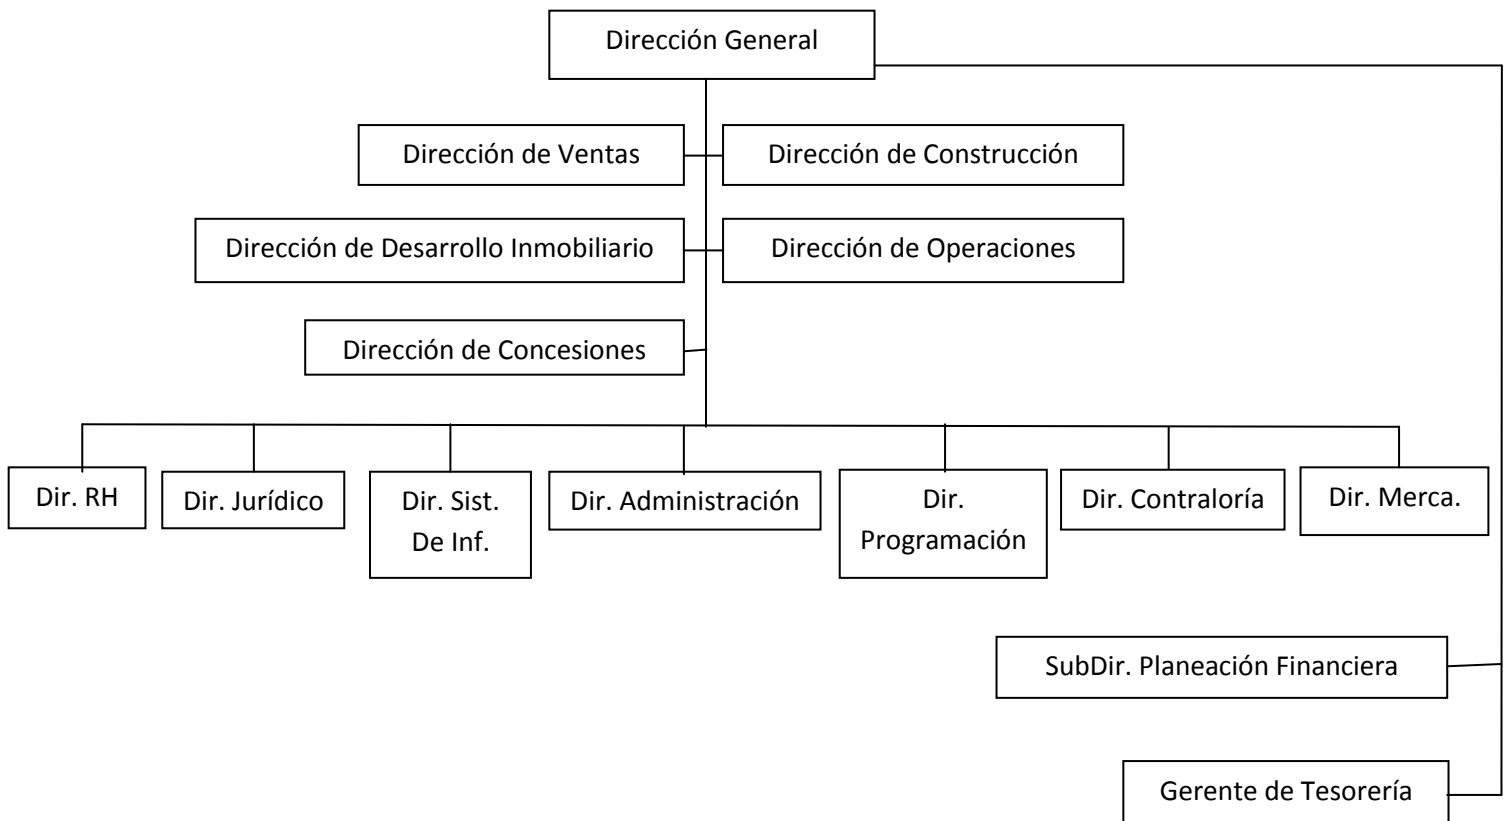 Dirección General
Dirección de Ventas
Dirección de Construcción
Dirección de Desarrollo Inmobiliario
Dirección de Operaciones
Dirección de Concesiones
Dir. RH
Dir. Jurídico
Dir. Sist.
De Inf.
Dir. Administración
Dir.
Programación
Dir. Contraloría
Dir. Merca.
SubDir. Planeación Financiera
Gerente de Tesorería